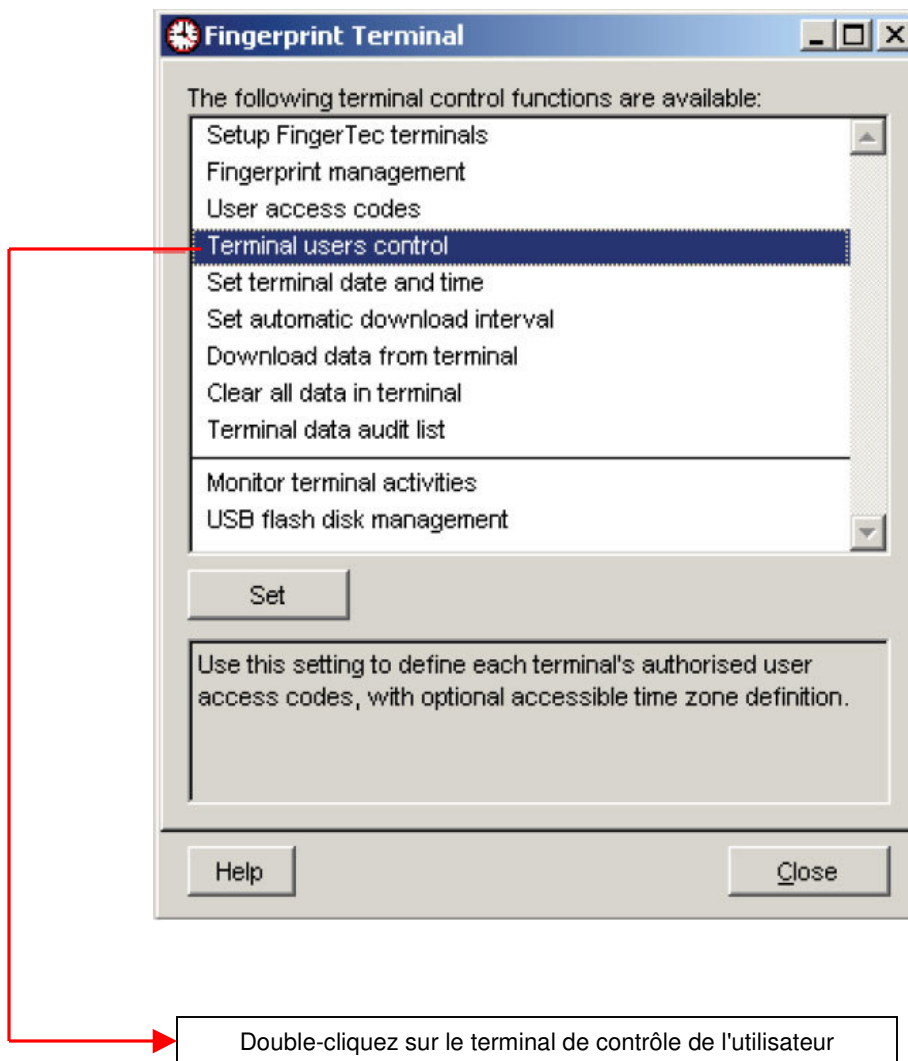 Fingerprint Terminal
The following terminal control functions are available:
Setup FingerTec terminals
Fingerprint management
User access codes
Terminal users control
Set terminal date and time
Set automatic download interval
Download data from terminal
Clear all data in terminal
Terminal data audit list
Monitor terminal activities
USB flash disk management
Set
Use this setting to define each terminal's authorised user
access codes, with optional accessible time zone definition.
Help
Close
Double-cliquez sur le terminal de contrôle de l'utilisateur